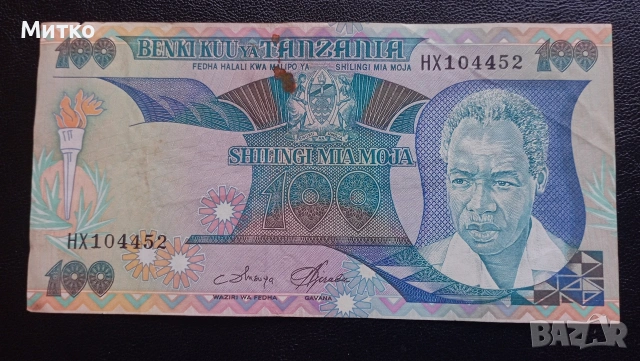 Митко
100 BENKI KUU YA TANZANIA 100
FEDHA HALALI KWA MALIPO YA SHILINGI MIA MOJA
HX104452
SHILINGI MIA MOJA
100
HX104452
100
WAZIRI WA FEDHA GAVANA
BAZAR